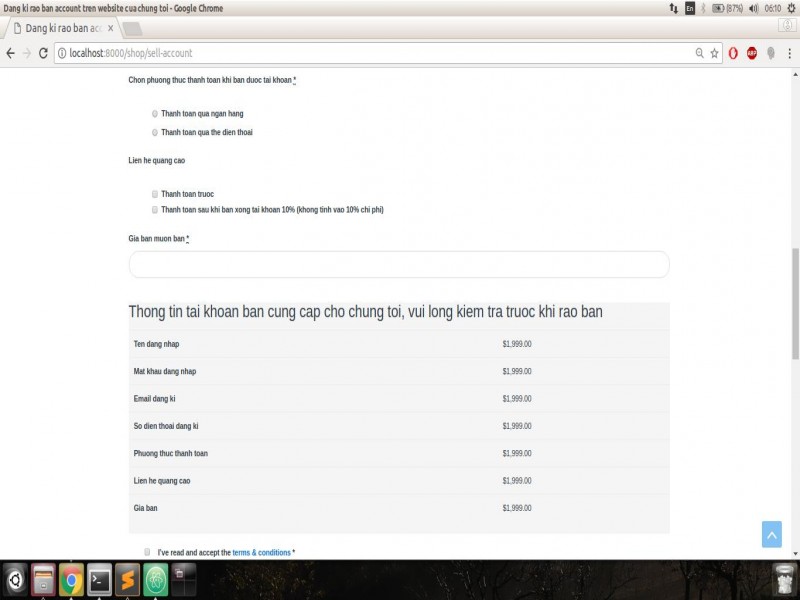 Dang ki rao ban account tren website cua chung toi - Google Chrome
En
(87%)
06:10
Dang ki rao ban acc
localhost:8000/shop/sell-account
ABP
Chon phuong thuc thanh toan khi ban duoc tai khoan *
Thanh toan qua ngan hang
Thanh toan qua the dien thoai
Lien he quang cao
Thanh toan truoc
Thanh toan sau khi ban xong tai khoan 10% (khong tinh vao 10% chi phi)
Gia ban muon ban *
Thong tin tai khoan ban cung cap cho chung toi, vui long kiem tra truoc khi rao ban
Ten dang nhap $1,999.00
Mat khau dang nhap $1,999.00
Email dang ki $1,999.00
So dien thoai dang ki $1,999.00
Phuong thuc thanh toan $1,999.00
Lien he quang cao $1,999.00
Gia ban $1,999.00
I've read and accept the terms & conditions *